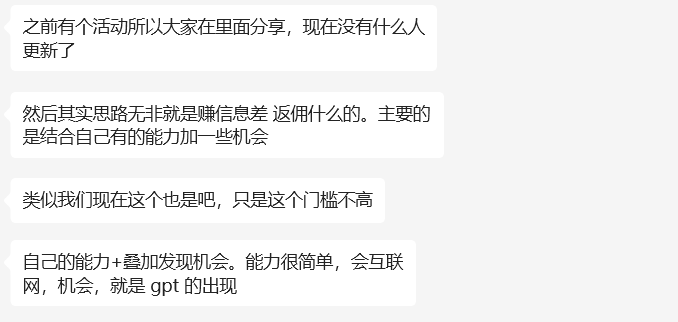 之前有个活动所以大家在里面分享，现在没有什么人
更新了
然后其实思路无非就是赚信息差 返佣什么的。主要的
是结合自己有的能力加一些机会
类似我们现在这个也是吧，只是这个门槛不高
自己的能力+叠加发现机会。能力很简单，会互联
网，机会，就是 gpt 的出现